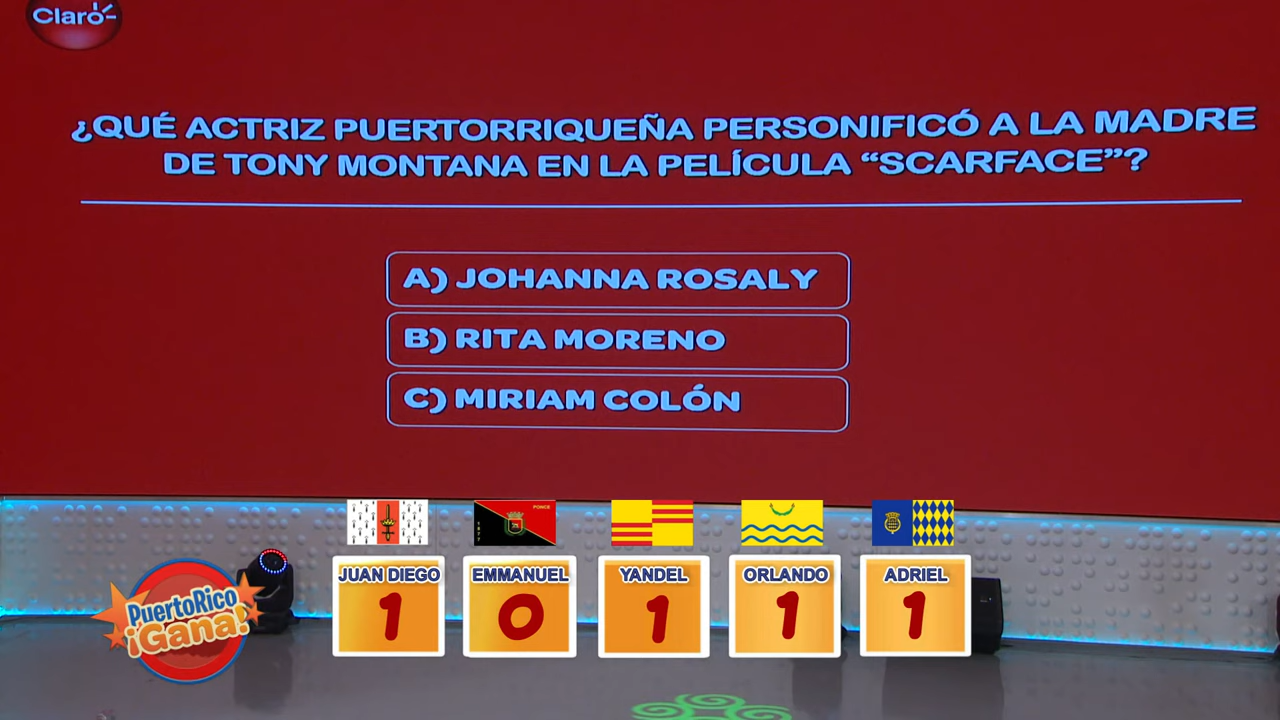 Claro
¿QUÉ ACTRIZ PUERTORRIQUEÑA PERSONIFICÓ A LA MADRE
DE TONY MONTANA EN LA PELÍCULA “SCARFACE”?
A) JOHANNA ROSALY
B) RITA MORENO
C) MIRIAM COLÓN
PONCE
1877
JUAN DIEGO
EMMANUEL
YANDEL
ORLANDO
ADRIEL
1
0
1
1
1
PuertoRico
¡Gana!